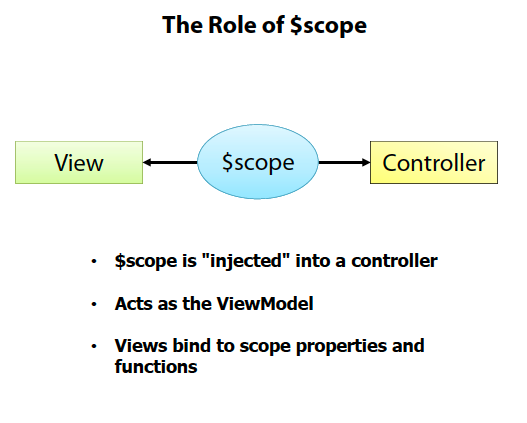 The Role of $scope
View
$scope
Controller
• $scope is "injected" into a controller
• Acts as the ViewModel
• Views bind to scope properties and
functions